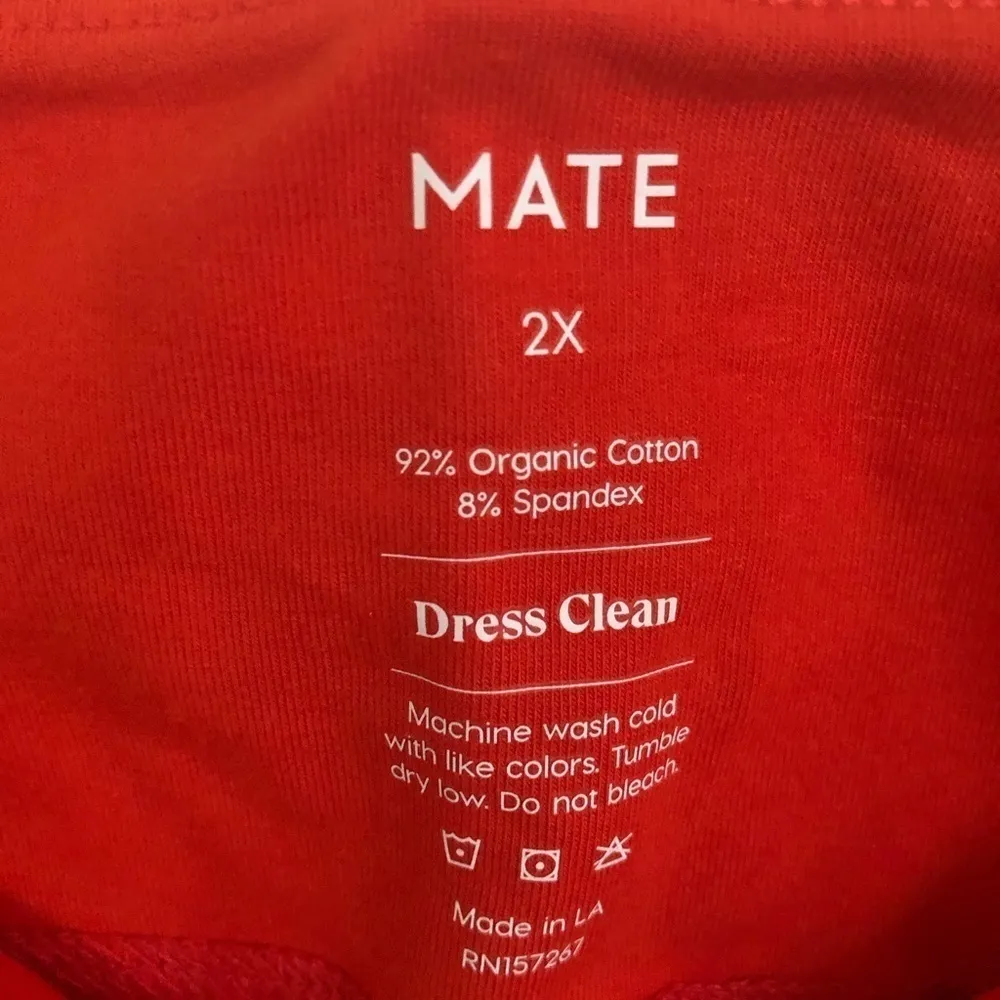 MATE
2X
92% Organic Cotton
8% Spandex
Dress Clean
Machine wash cold
with like colors. Tumble
dry low. Do not bleach.
Made in LA
RN157267